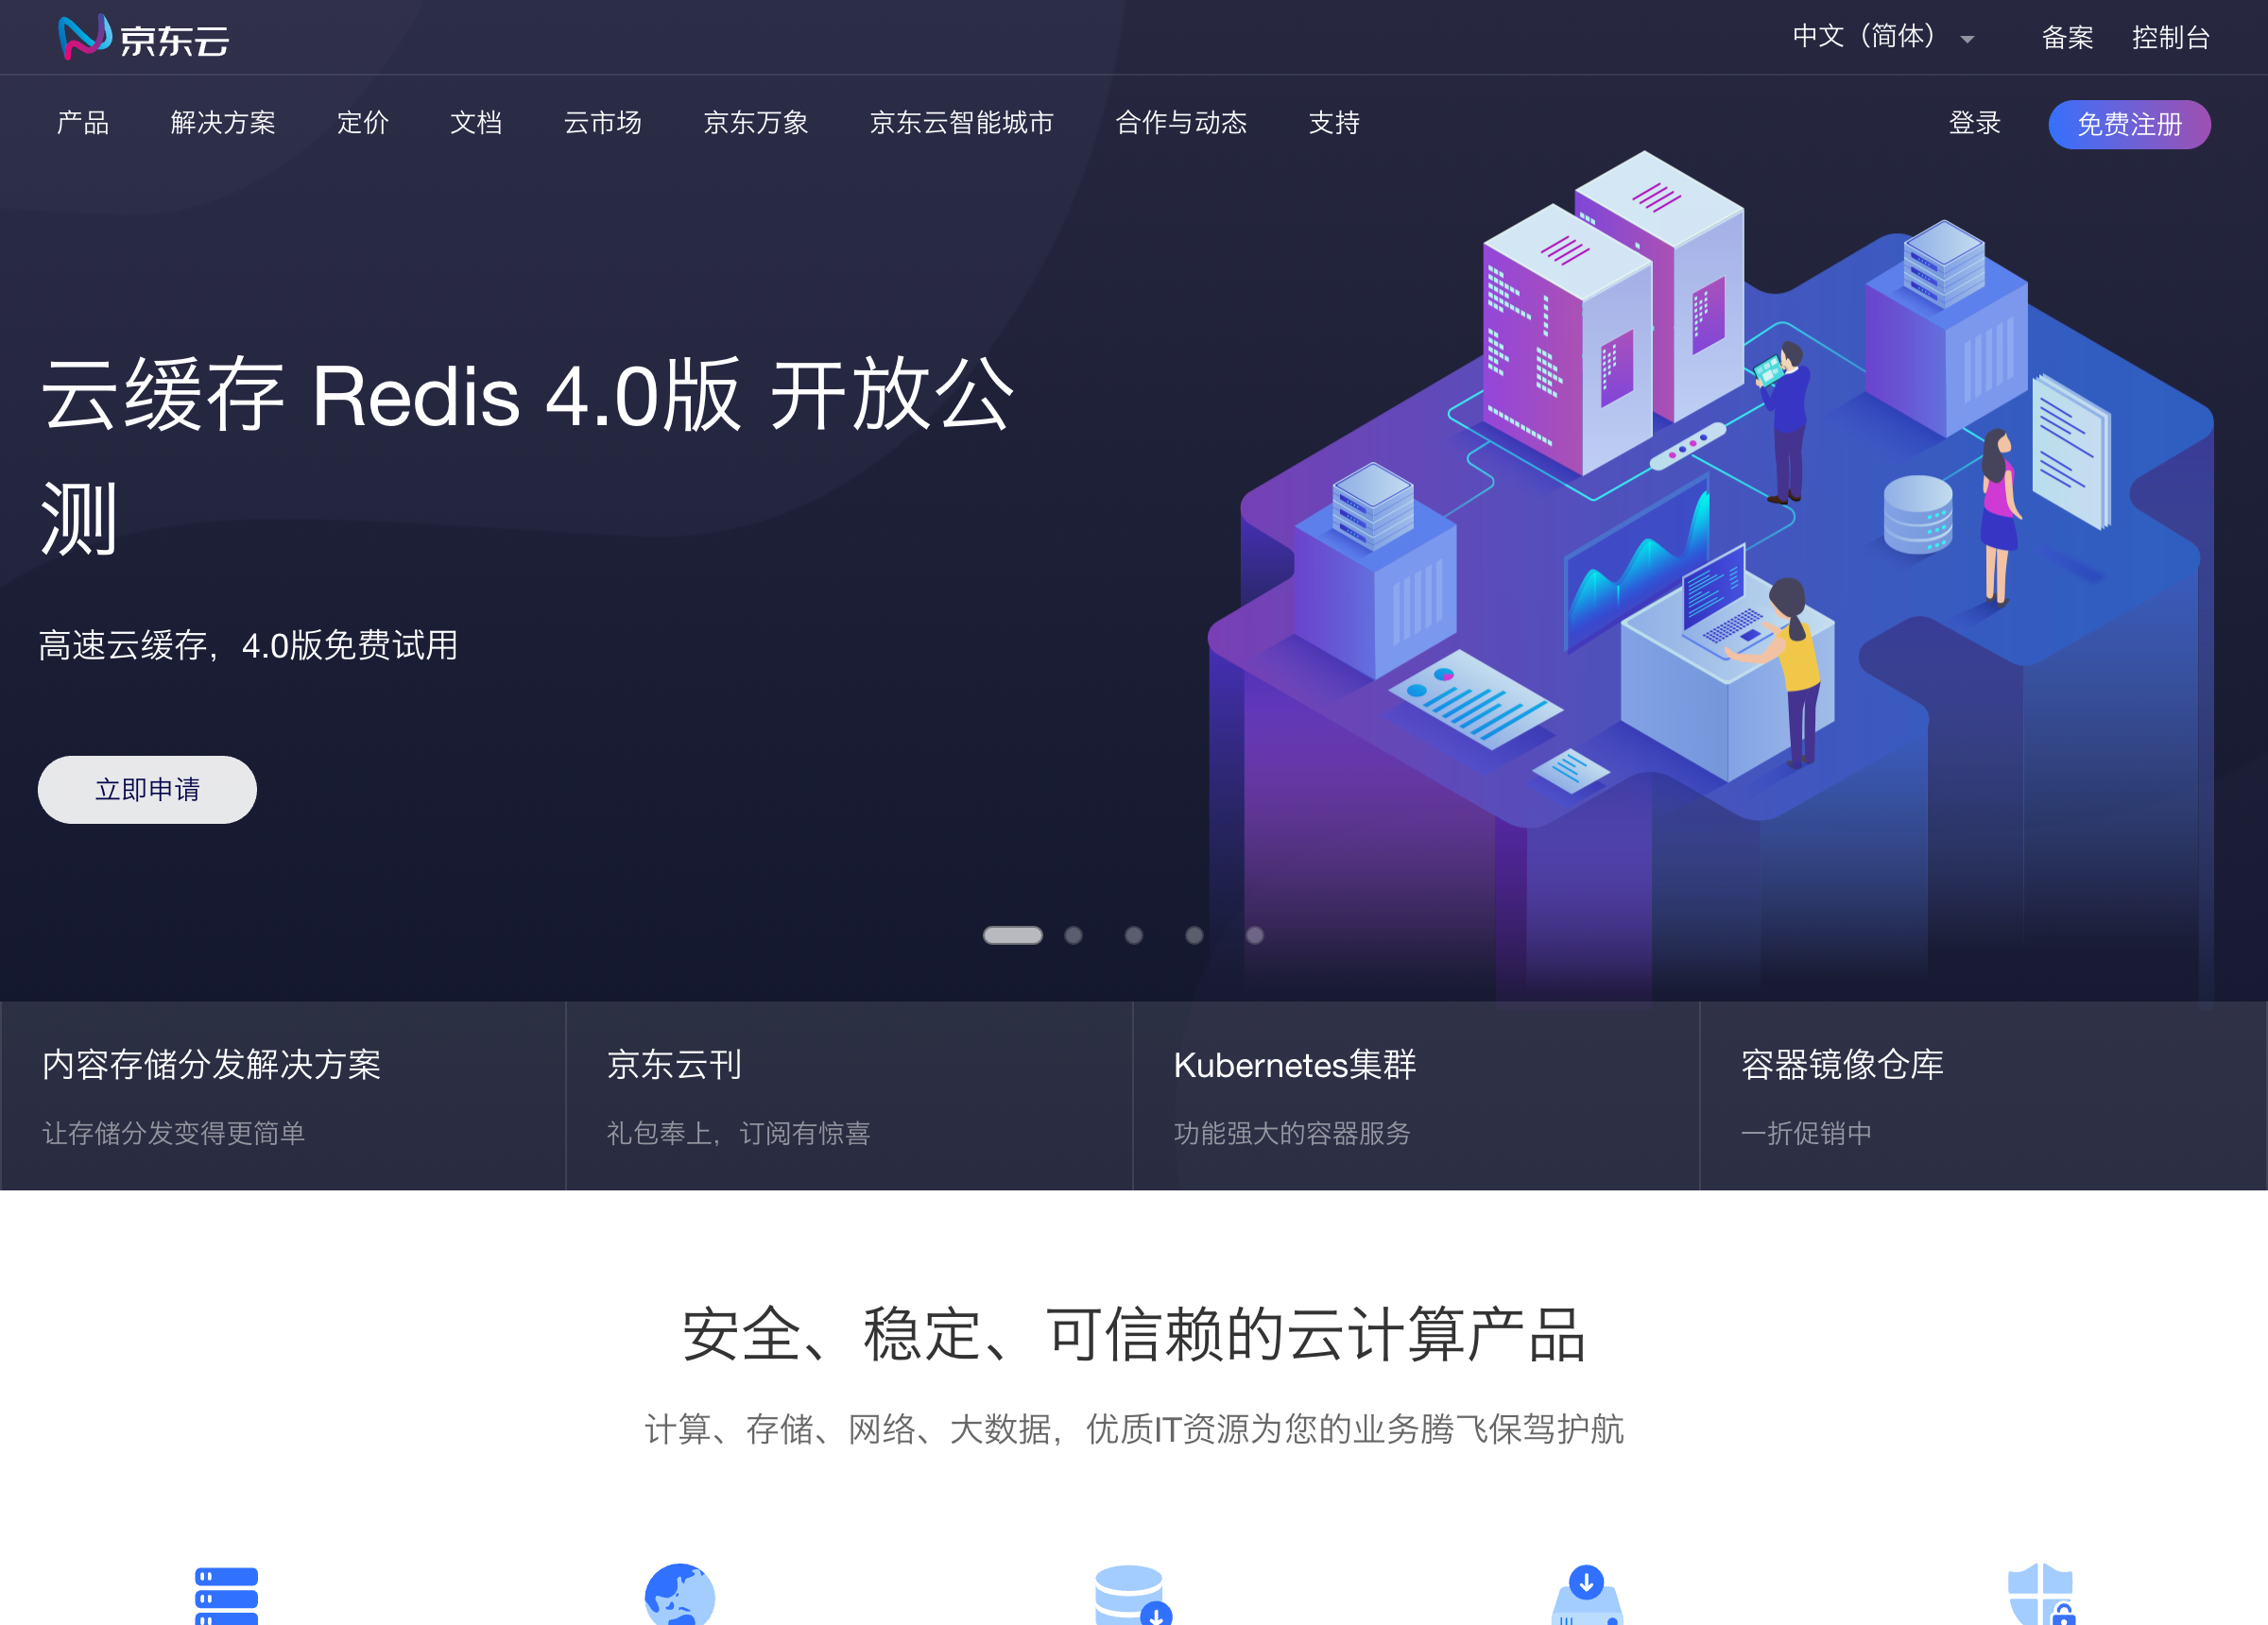 京东云
中文（简体）
备案
控制台
产品
解决方案
定价
文档
云市场
京东万象
京东云智能城市
合作与动态
支持
登录
免费注册
云缓存 Redis 4.0版 开放公
测
高速云缓存，4.0版免费试用
立即申请
内容存储分发解决方案
让存储分发变得更简单
京东云刊
礼包奉上，订阅有惊喜
Kubernetes集群
功能强大的容器服务
容器镜像仓库
一折促销中
安全、稳定、可信赖的云计算产品
计算、存储、网络、大数据，优质IT资源为您的业务腾飞保驾护航